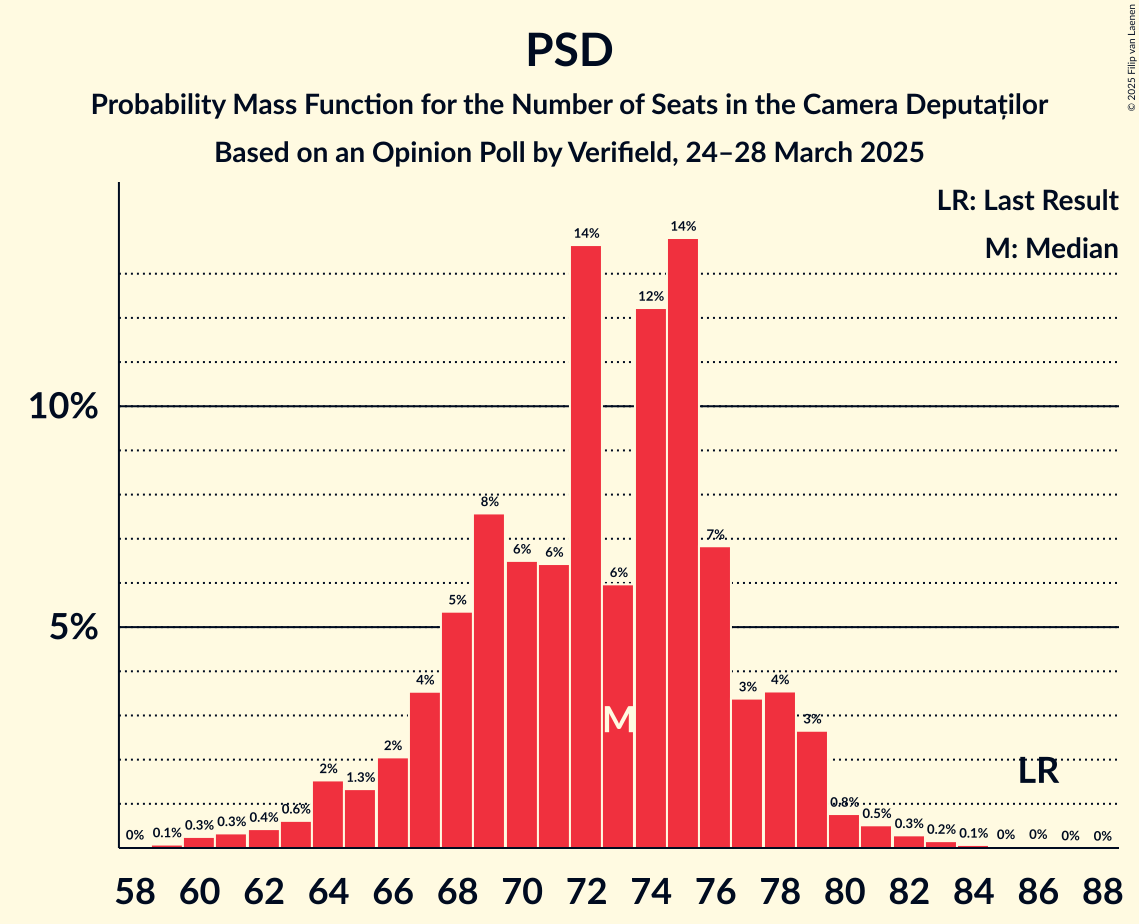 PSD
Probability Mass Function for the Number of Seats in the Camera Deputaților
Based on an Opinion Poll by Verifield, 24–28 March 2025
© 2025 Filip van Laenen
LR: Last Result
M: Median
10%
5%
0% 0.1% 0.3% 0.3% 0.4% 0.6% 2% 1.3% 2% 4% 5% 8% 6% 6% 14% 6% 12% 14% 7% 3% 4% 3% 0.8% 0.5% 0.3% 0.2% 0.1% 0% 0% 0% 0%
M
LR
58 60 62 64 66 68 70 72 74 76 78 80 82 84 86 88